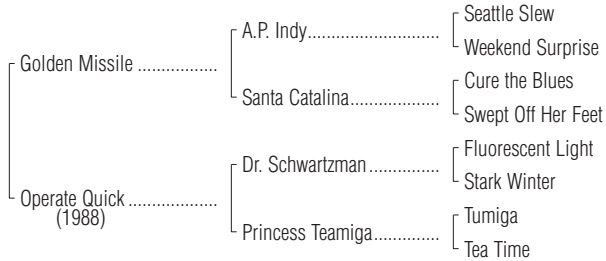 Seattle Slew
A.P. Indy
Weekend Surprise
Golden Missile
Cure the Blues
Santa Catalina
Swept Off Her Feet
Fluorescent Light
Dr. Schwartzman
Stark Winter
Operate Quick
(1988)
Tumiga
Princess Teamiga
Tea Time